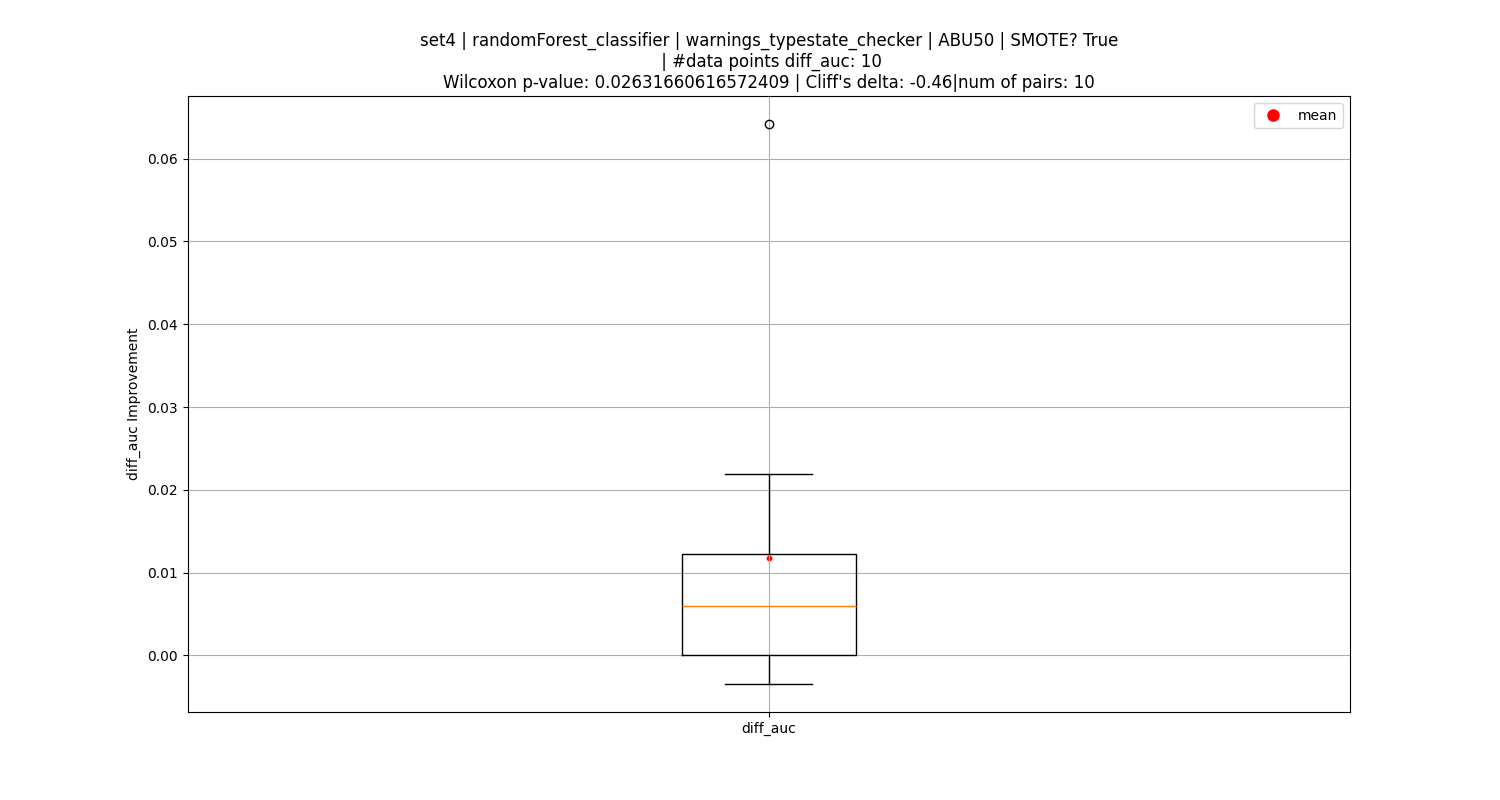 set4 | randomForest_classifier | warnings_typestate_checker | ABU50 | SMOTE? True
| #data points diff_auc: 10
Wilcoxon p-value: 0.02631660616572409 | Cliff's delta: -0.46|num of pairs: 10
mean
0.06
0.05
0.04
0.03
0.02
0.01
0.00
diff_auc Improvement
diff_auc